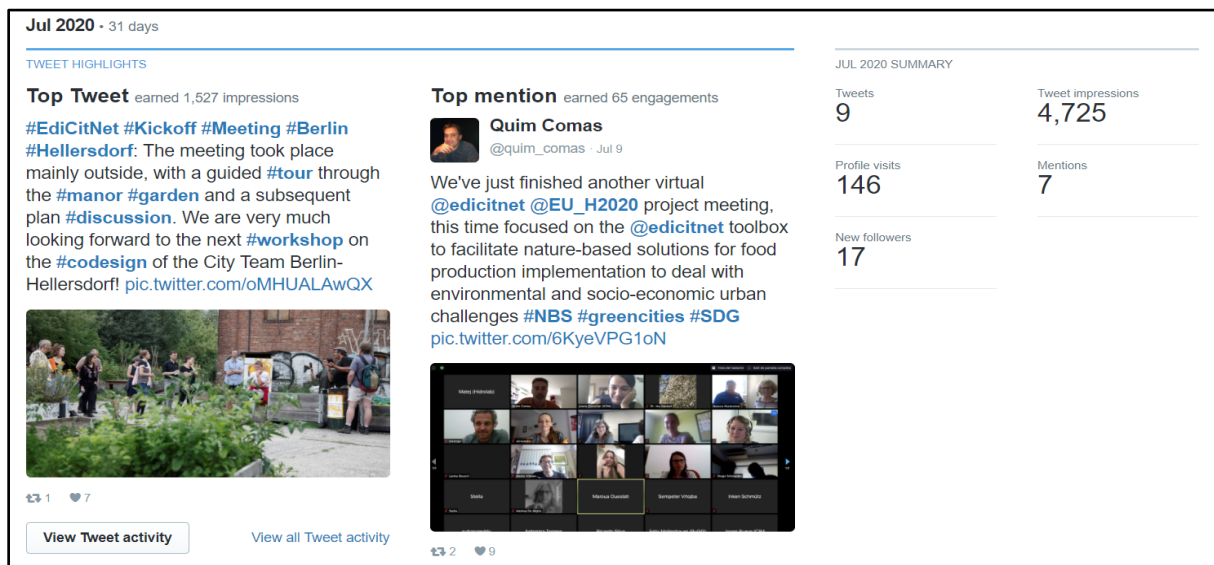 Jul 2020 • 31 days
TWEET HIGHLIGHTS
Top Tweet earned 1,527 impressions
#EdiCitNet #Kickoff #Meeting #Berlin
#Hellersdorf: The meeting took place
mainly outside, with a guided #tour through
the #manor #garden and a subsequent
plan #discussion. We are very much
looking forward to the next #workshop on
the #codesign of the City Team Berlin-
Hellersdorf! pic.twitter.com/oMHUALAwQX
1 7
View Tweet activity
View all Tweet activity
Top mention earned 65 engagements
Quim Comas
@quim_comas · Jul 9
We've just finished another virtual
@edicitnet @EU_H2020 project meeting,
this time focused on the @edicitnet toolbox
to facilitate nature-based solutions for food
production implementation to deal with
environmental and socio-economic urban
challenges #NBS #greencities #SDG
pic.twitter.com/6KyeVPG1oN
Stella
Sempeter Vrtojba
Inken Schmütz
2 9
JUL 2020 SUMMARY
Tweets
9
Tweet impressions
4,725
Profile visits
146
Mentions
7
New followers
17